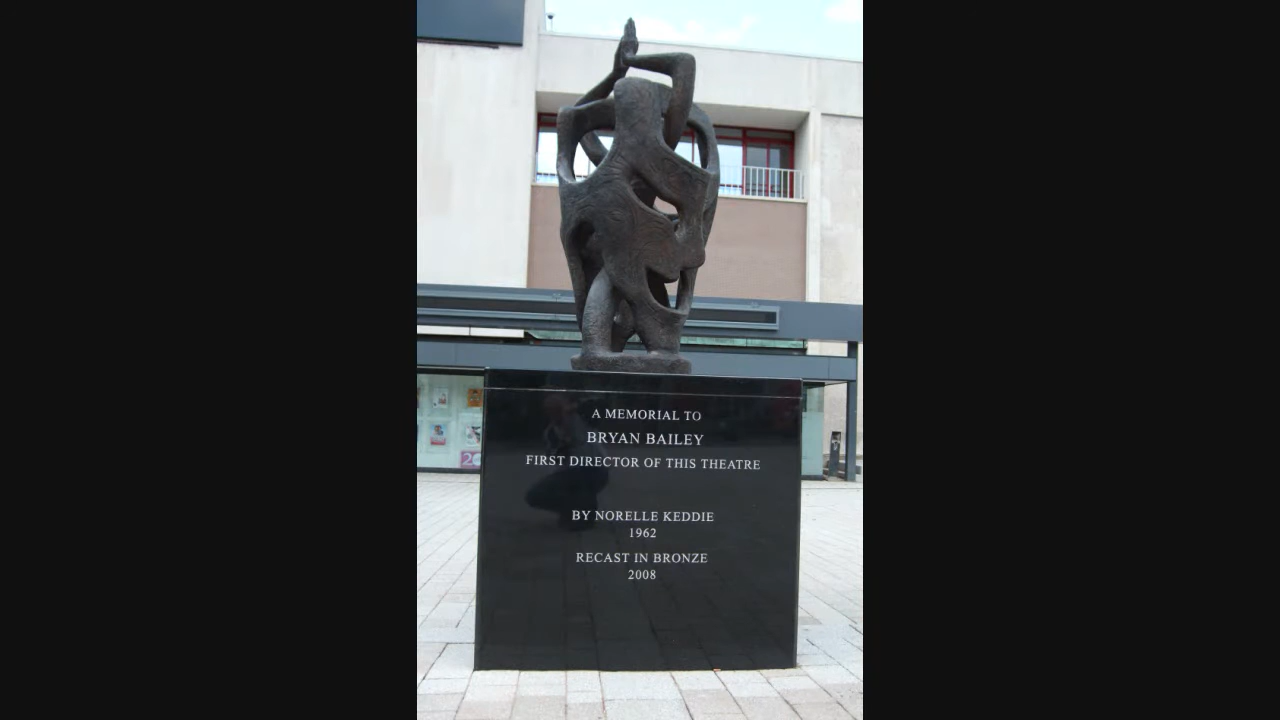 A MEMORIAL TO
BRYAN BAILEY
FIRST DIRECTOR OF THIS THEATRE
BY NORELLE KEDDIE
1962
RECAST IN BRONZE
2008